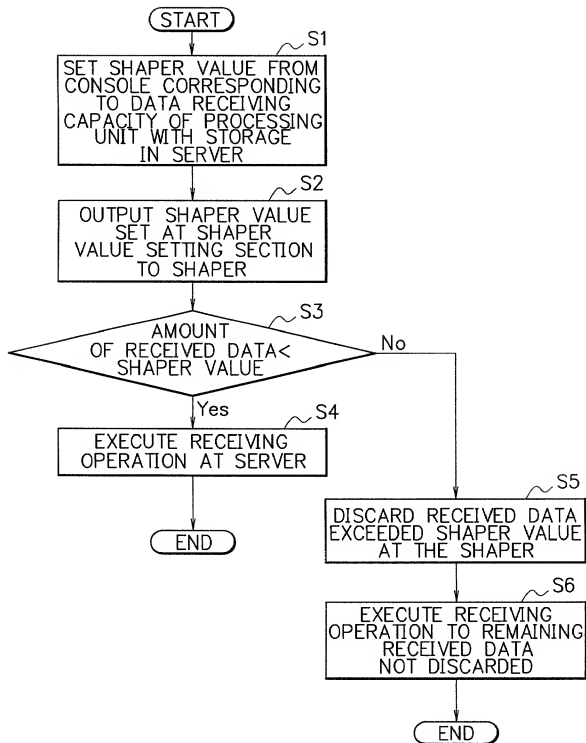 START
S1
SET SHAPER VALUE FROM
CONSOLE CORRESPONDING
TO DATA RECEIVING
CAPACITY OF PROCESSING
UNIT WITH STORAGE
IN SERVER
S2
OUTPUT SHAPER VALUE
SET AT SHAPER
VALUE SETTING SECTION
TO SHAPER
S3
AMOUNT
OF RECEIVED DATA<
SHAPER VALUE
No
Yes
S4
EXECUTE RECEIVING
OPERATION AT SERVER
END
S5
DISCARD RECEIVED DATA
EXCEEDED SHAPER VALUE
AT THE SHAPER
S6
EXECUTE RECEIVING
OPERATION TO REMAINING
RECEIVED DATA
NOT DISCARDED
END